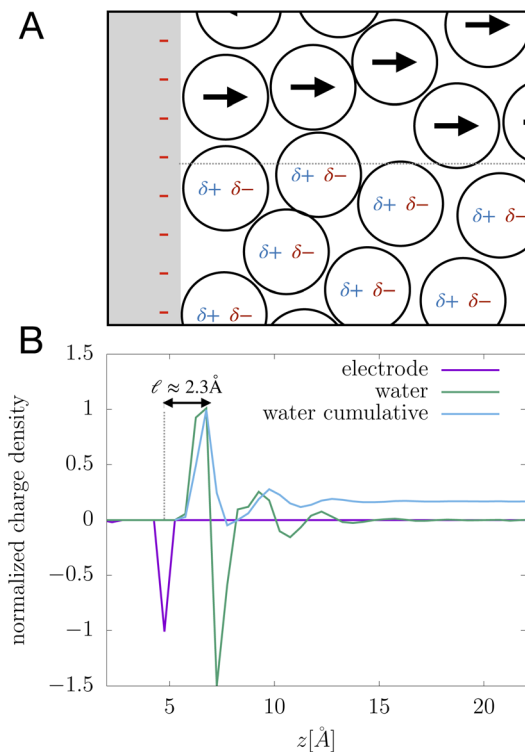 A
δ+ δ−
δ+ δ−
δ+ δ−
δ+ δ−
δ+ δ−
δ+ δ−
δ+ δ−
δ+ δ−
B
ℓ ≈ 2.3Å
electrode
water
water cumulative
normalized charge density
1.5
1
0.5
0
−0.5
−1
−1.5
5
10
15
20
z[Å]